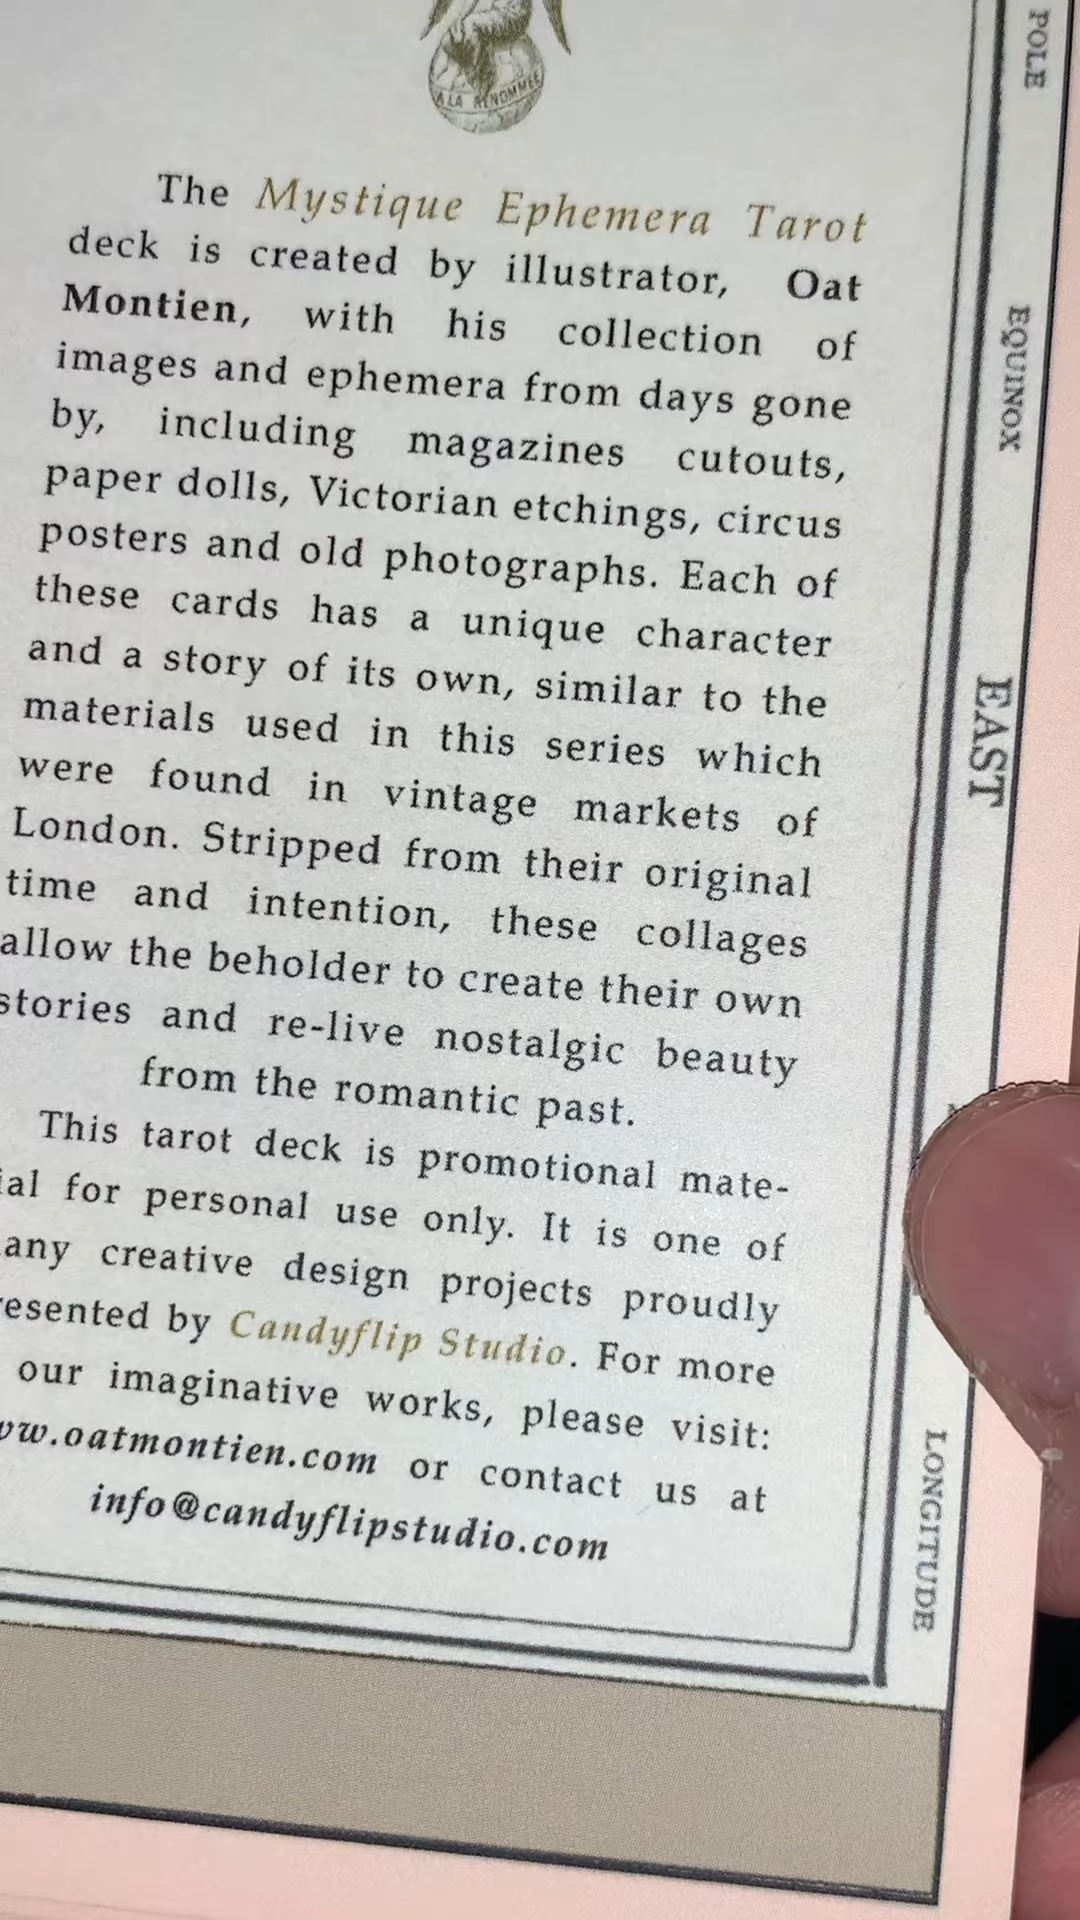 A LA RENOMMÉE
The Mystique Ephemera Tarot
deck is created by illustrator, Oat
Montien, with his collection of
images and ephemera from days gone
by, including magazines cutouts,
paper dolls, Victorian etchings, circus
posters and old photographs. Each of
these cards has a unique character
and a story of its own, similar to the
materials used in this series which
were found in vintage markets of
London. Stripped from their original
time and intention, these collages
allow the beholder to create their own
stories and re-live nostalgic beauty
from the romantic past.
This tarot deck is promotional mate-
ial for personal use only. It is one of
any creative design projects proudly
resented by Candyflip Studio. For more
our imaginative works, please visit:
ww.oatmontien.com or contact us at
info@candyflipstudio.com
POLE
EQUINOX
EAST
LONGITUDE